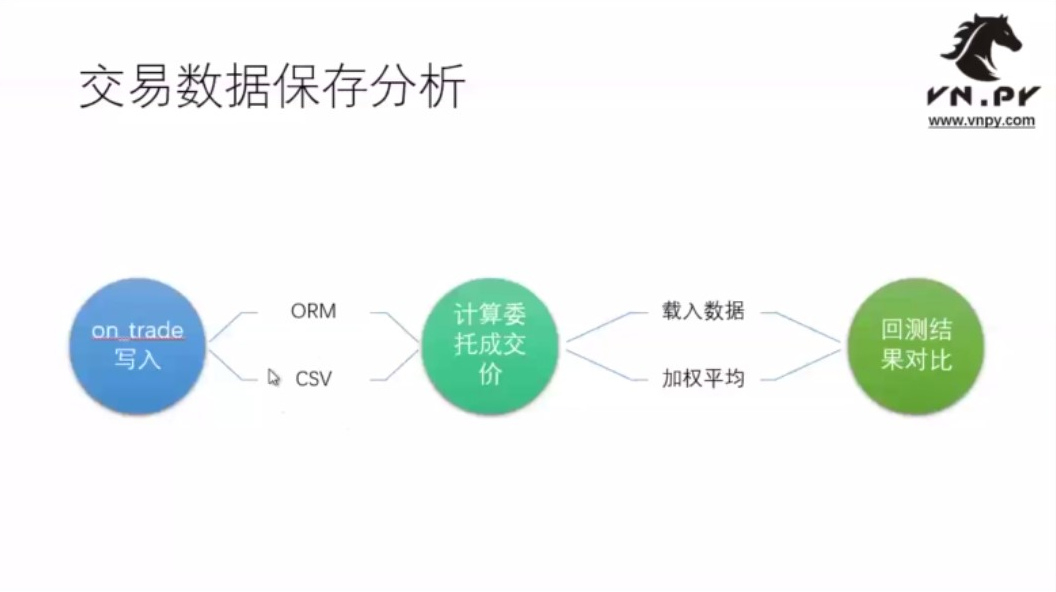 VN.PY
www.vnpy.com
交易数据保存分析
on_trade
写入
ORM
CSV
计算委
托成交
价
载入数据
加权平均
回测结
果对比